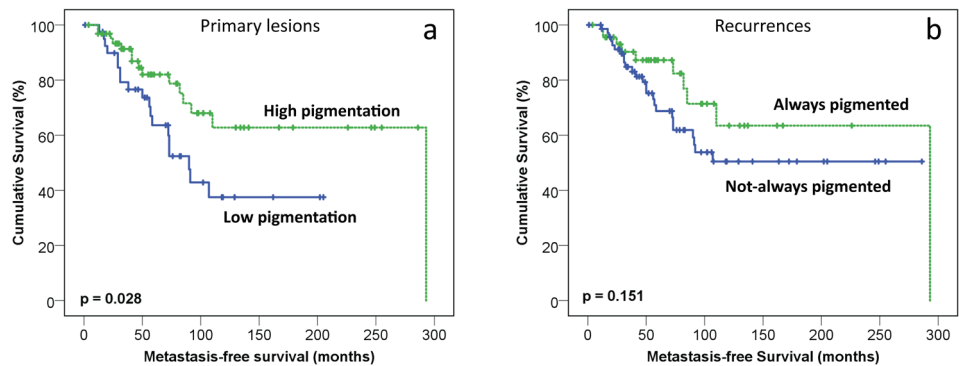 Primary lesions
a
Cumulative Survival (%)
100
80
60
40
20
0
High pigmentation
Low pigmentation
p = 0.028
0 50 100 150 200 250 300
Metastasis-free survival (months)
Recurrences
b
Cumulative Survival (%)
100
80
60
40
20
0
Always pigmented
Not-always pigmented
p = 0.151
0 50 100 150 200 250 300
Metastasis-free Survival (months)